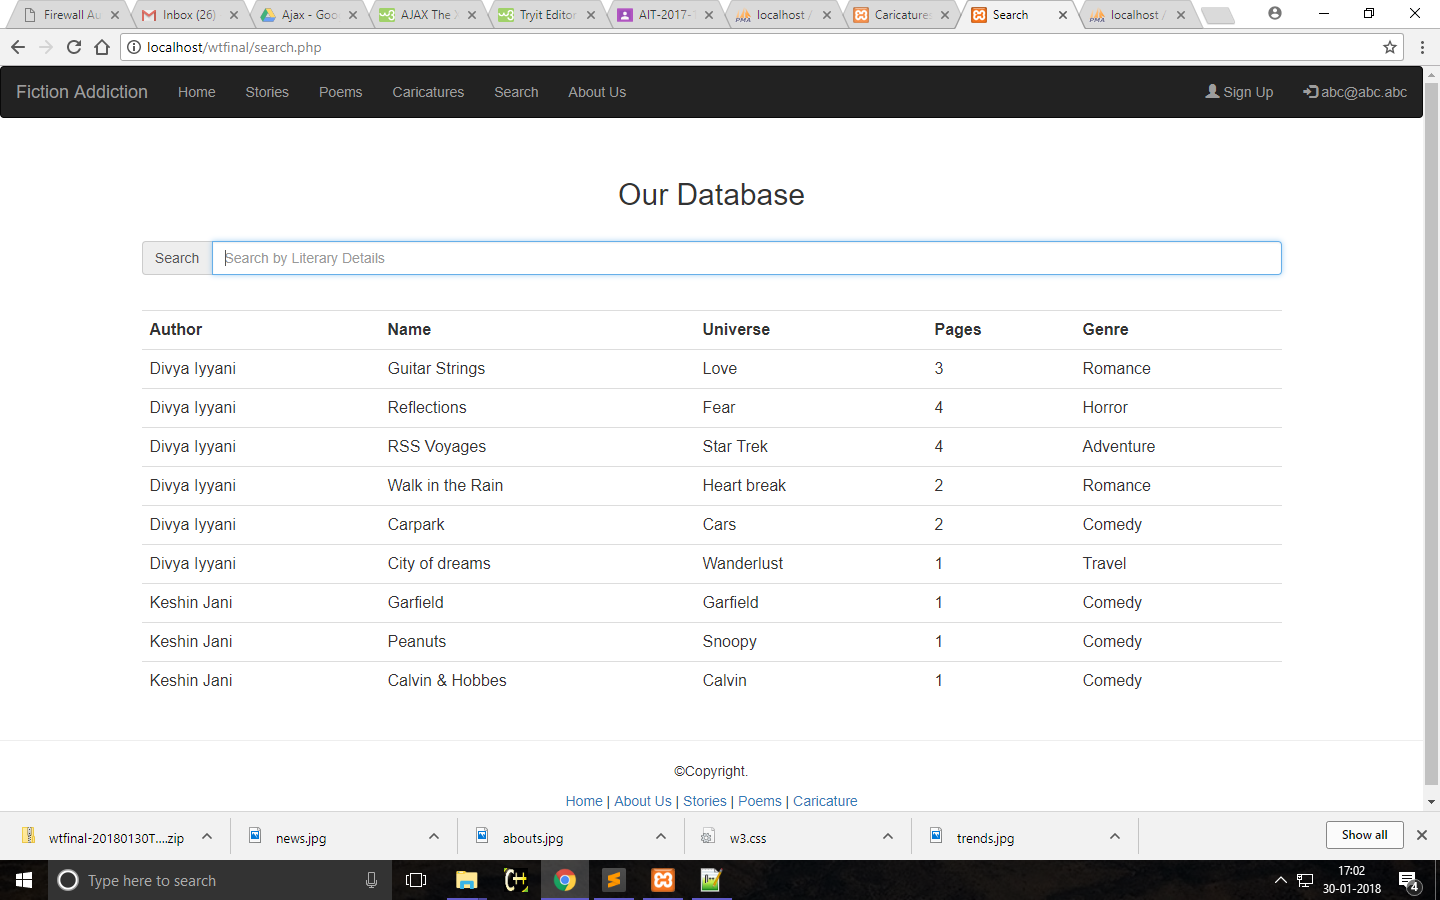 Firewall Au Inbox (26) Ajax - Goo AJAX The X Tryit Editor AIT-2017- localhost / Caricatures Search localhost /
localhost/wtfinal/search.php
Fiction Addiction Home Stories Poems Caricatures Search About Us Sign Up abc@abc.abc
Our Database
Search Search by Literary Details
Author Name Universe Pages Genre
Divya Iyyani Guitar Strings Love 3 Romance
Divya Iyyani Reflections Fear 4 Horror
Divya Iyyani RSS Voyages Star Trek 4 Adventure
Divya Iyyani Walk in the Rain Heart break 2 Romance
Divya Iyyani Carpark Cars 2 Comedy
Divya Iyyani City of dreams Wanderlust 1 Travel
Keshin Jani Garfield Garfield 1 Comedy
Keshin Jani Peanuts Snoopy 1 Comedy
Keshin Jani Calvin & Hobbes Calvin 1 Comedy
©Copyright.
Home | About Us | Stories | Poems | Caricature
wtfinal-20180130T....zip news.jpg abouts.jpg w3.css trends.jpg Show all
Type here to search 17:02
30-01-2018 4